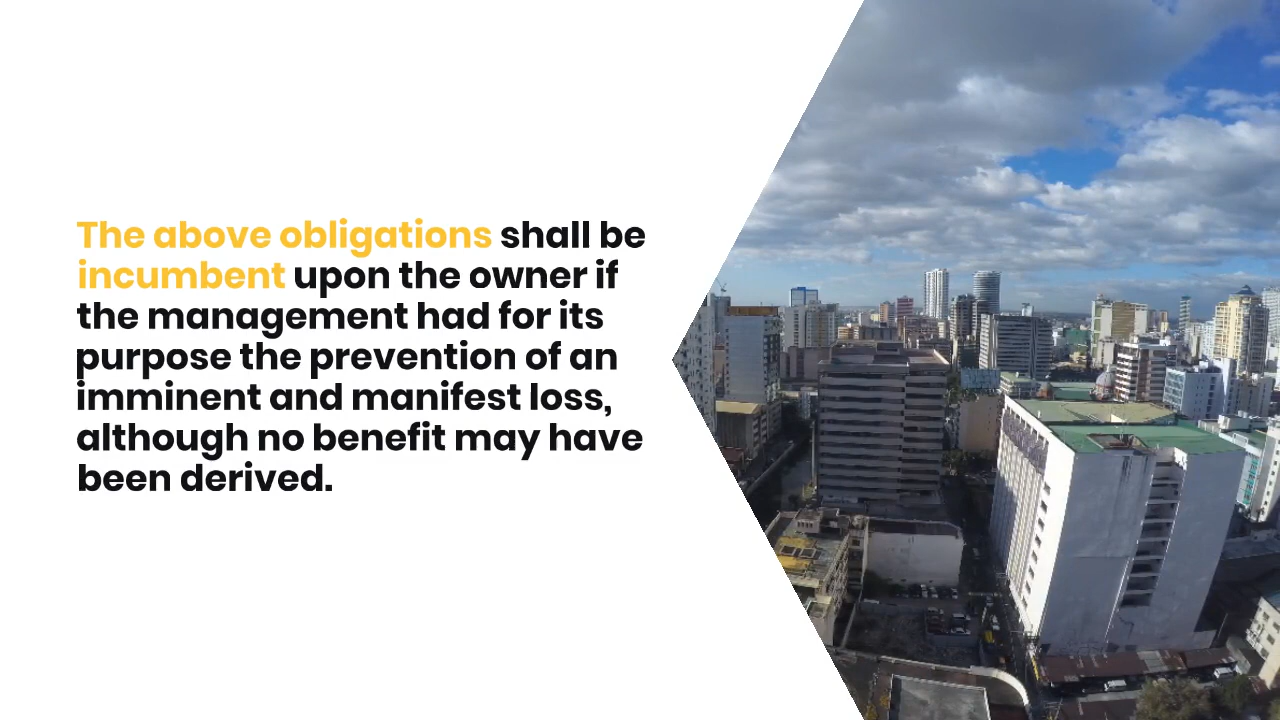 The above obligations shall be
incumbent upon the owner if
the management had for its
purpose the prevention of an
imminent and manifest loss,
although no benefit may have
been derived.